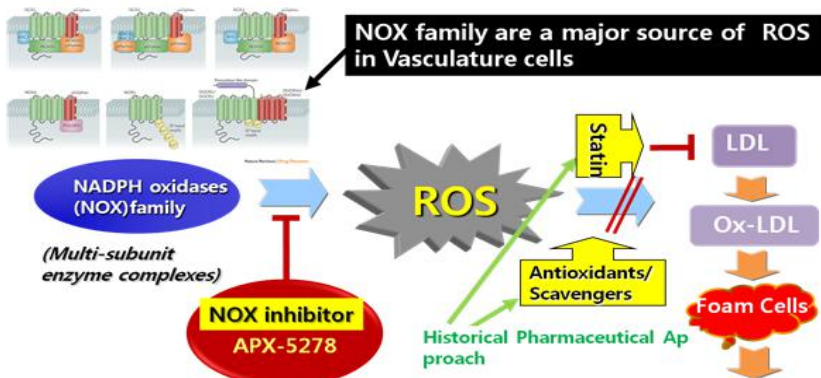 NOX family are a major source of ROS
in Vasculature cells
NADPH oxidases
(NOX)family
(Multi-subunit
enzyme complexes)
NOX inhibitor
APX-5278
ROS
Statin
Antioxidants/
Scavengers
Historical Pharmaceutical Ap
proach
LDL
Ox-LDL
Foam Cells